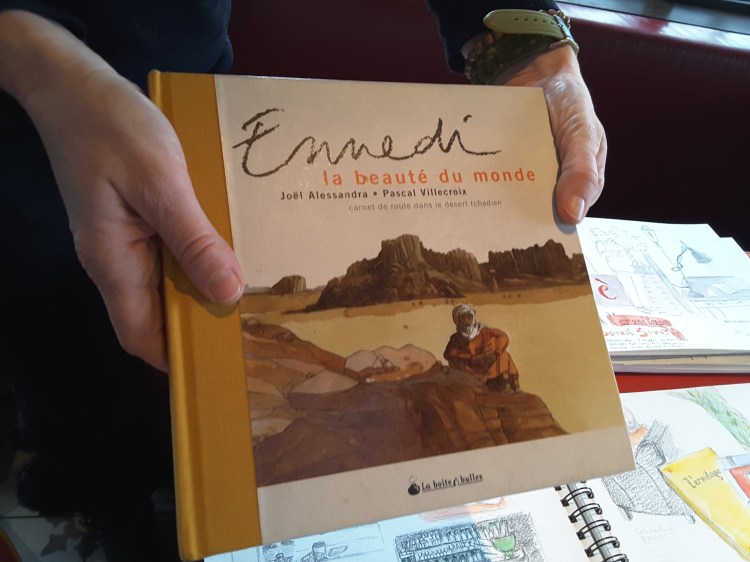 Ennedi
la beauté du monde
Joël Alessandra • Pascal Villecroix
carnet de route dans le désert tchadien
La boîte à bulles